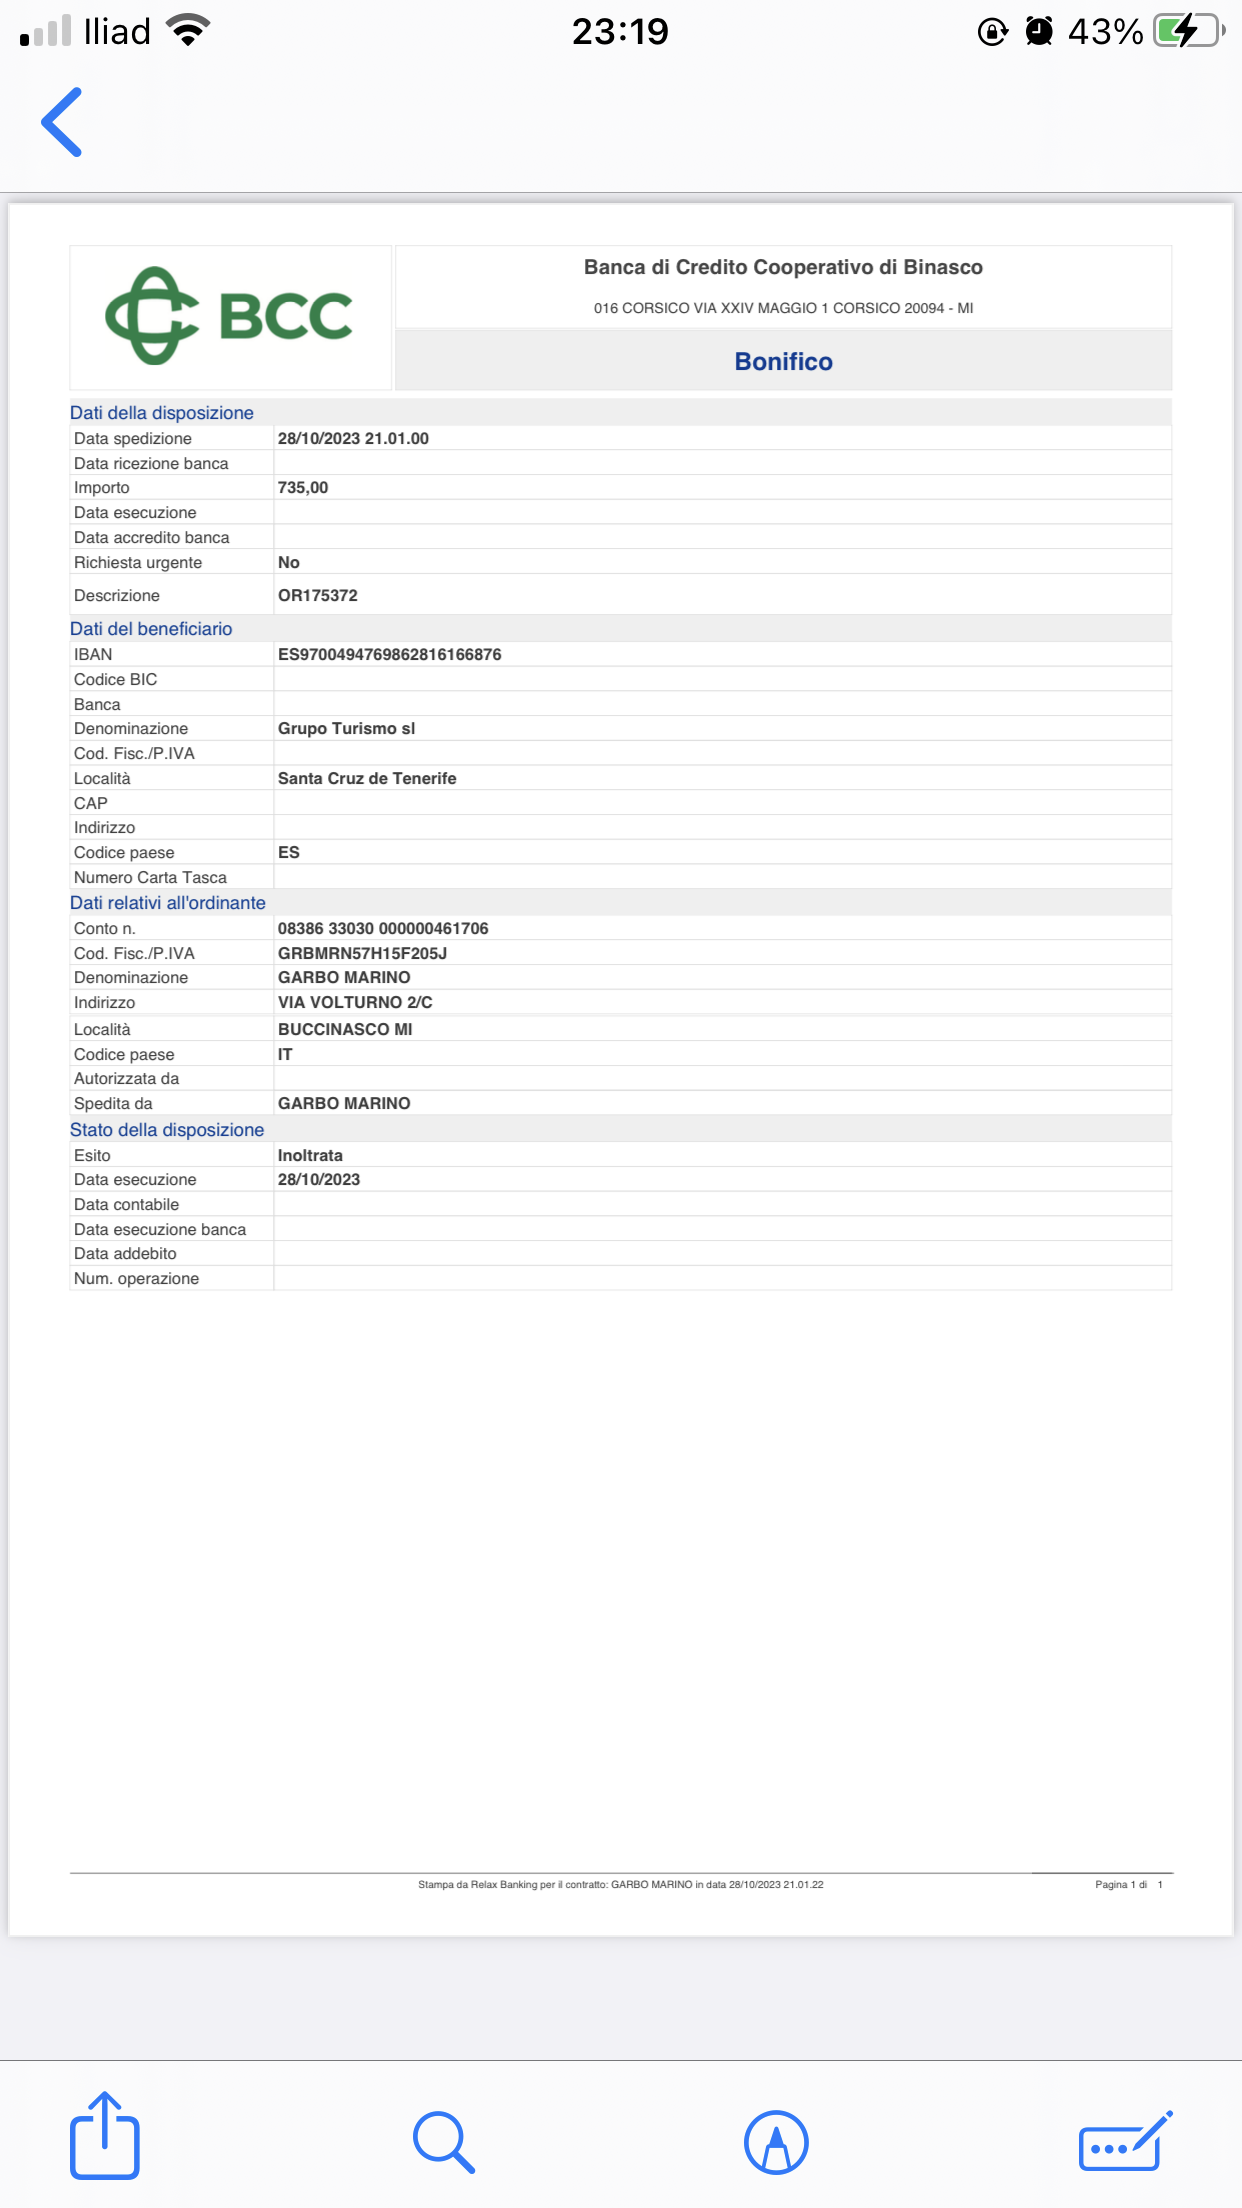 Iliad 23:19 43%
BCC
Banca di Credito Cooperativo di Binasco
016 CORSICO VIA XXIV MAGGIO 1 CORSICO 20094 - MI
Bonifico
Dati della disposizione
Data spedizione 28/10/2023 21.01.00
Data ricezione banca
Importo 735,00
Data esecuzione
Data accredito banca
Richiesta urgente No
Descrizione OR175372
Dati del beneficiario
IBAN ES9700494769862816166876
Codice BIC
Banca
Denominazione Grupo Turismo sl
Cod. Fisc./P.IVA
Località Santa Cruz de Tenerife
CAP
Indirizzo
Codice paese ES
Numero Carta Tasca
Dati relativi all'ordinante
Conto n. 08386 33030 000000461706
Cod. Fisc./P.IVA GRBMRN57H15F205J
Denominazione GARBO MARINO
Indirizzo VIA VOLTURNO 2/C
Località BUCCINASCO MI
Codice paese IT
Autorizzata da
Spedita da GARBO MARINO
Stato della disposizione
Esito Inoltrata
Data esecuzione 28/10/2023
Data contabile
Data esecuzione banca
Data addebito
Num. operazione
Stampa da Relax Banking per il contratto: GARBO MARINO in data 28/10/2023 21.01.22 Pagina 1 di 1